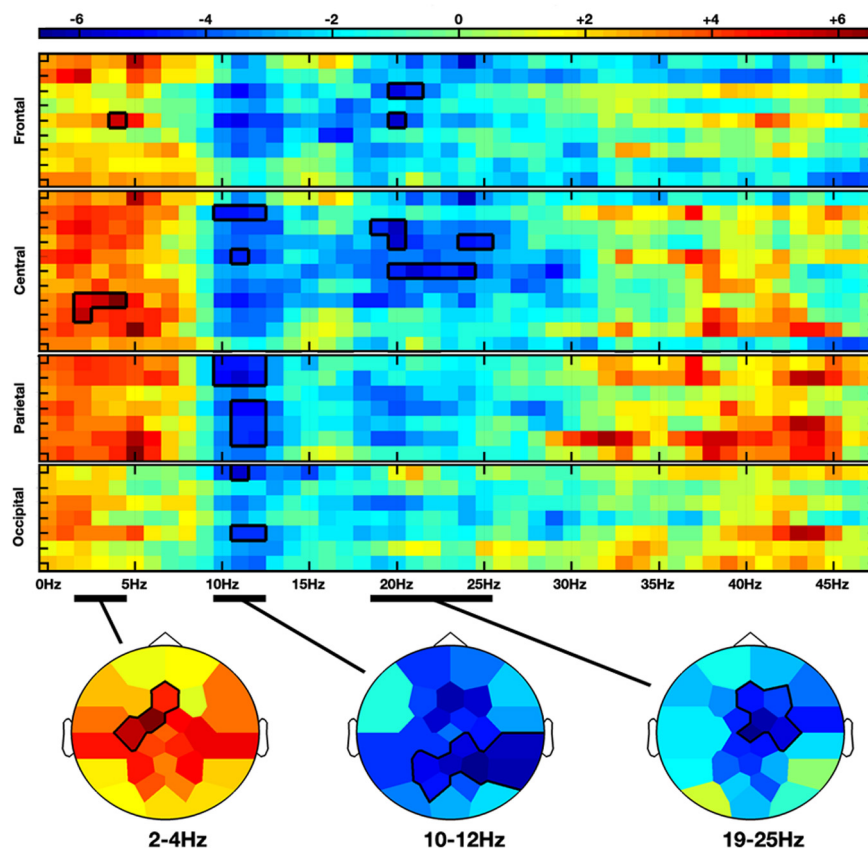 -6 -4 -2 0 +2 +4 +6
Frontal
Central
Parietal
Occipital
0Hz 5Hz 10Hz 15Hz 20Hz 25Hz 30Hz 35Hz 40Hz 45Hz
2-4Hz 10-12Hz 19-25Hz